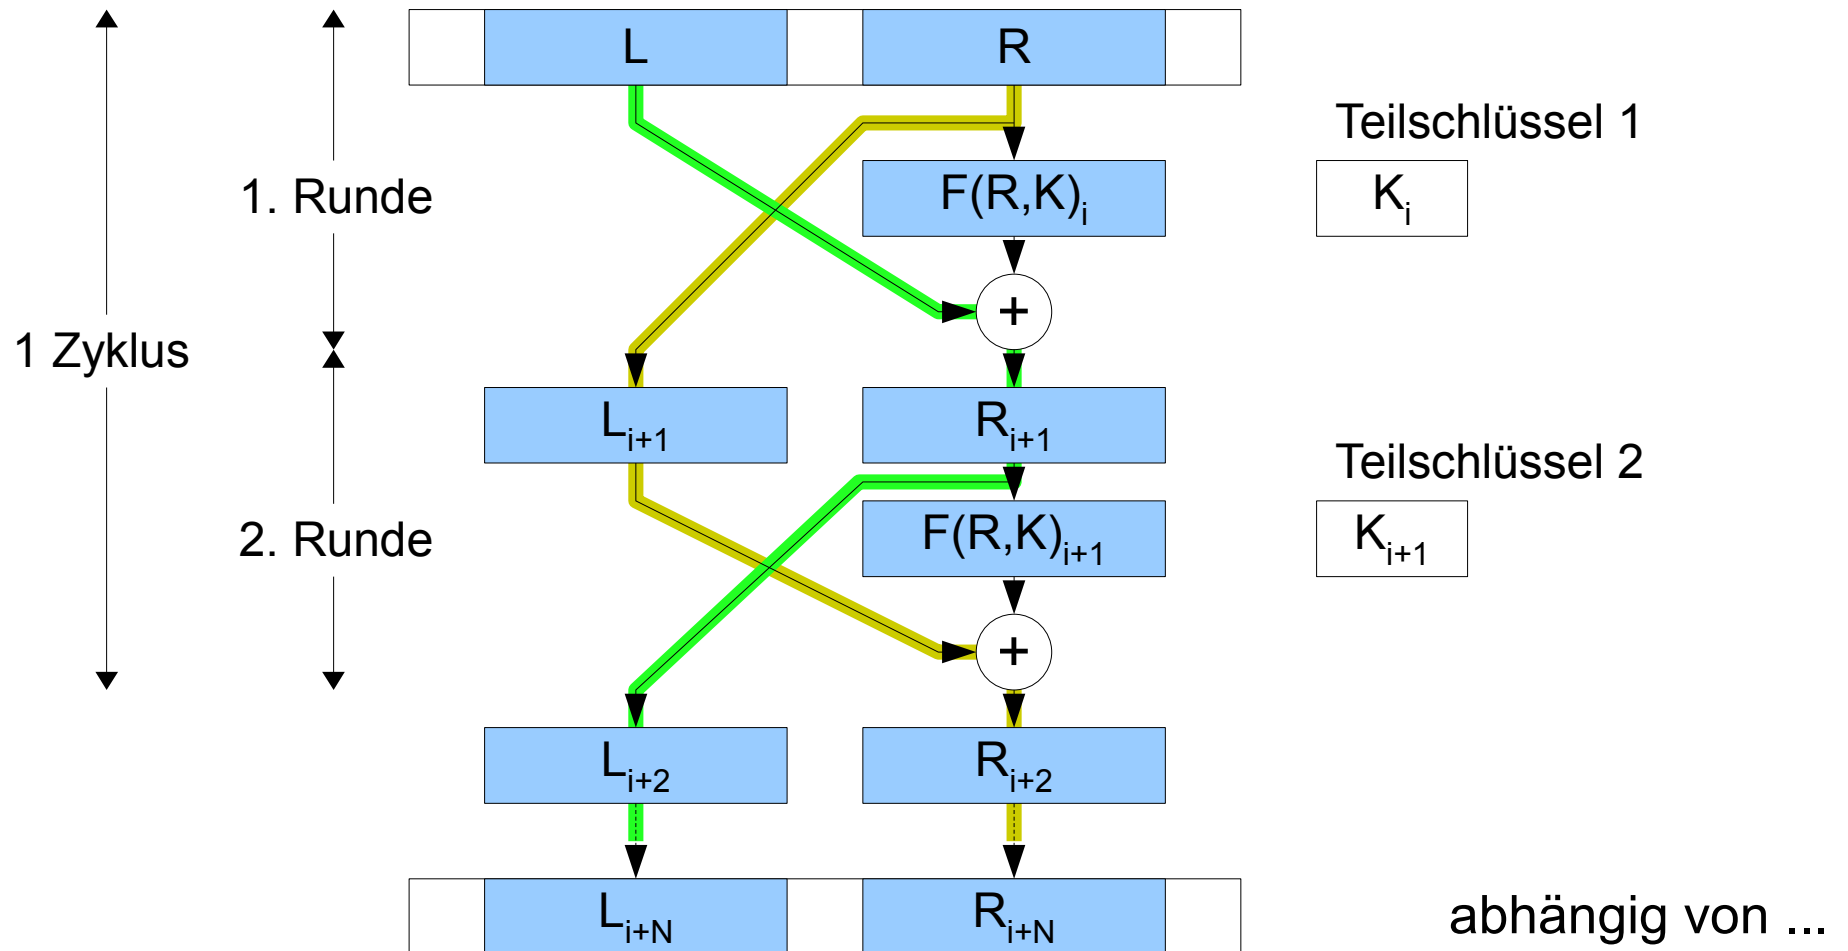 L R
Teilschlüssel 1
1. Runde F(R,K)i Ki
+
1 Zyklus
Li+1 Ri+1
Teilschlüssel 2
2. Runde F(R,K)i+1 Ki+1
+
Li+2 Ri+2
Li+N Ri+N abhängig von ...